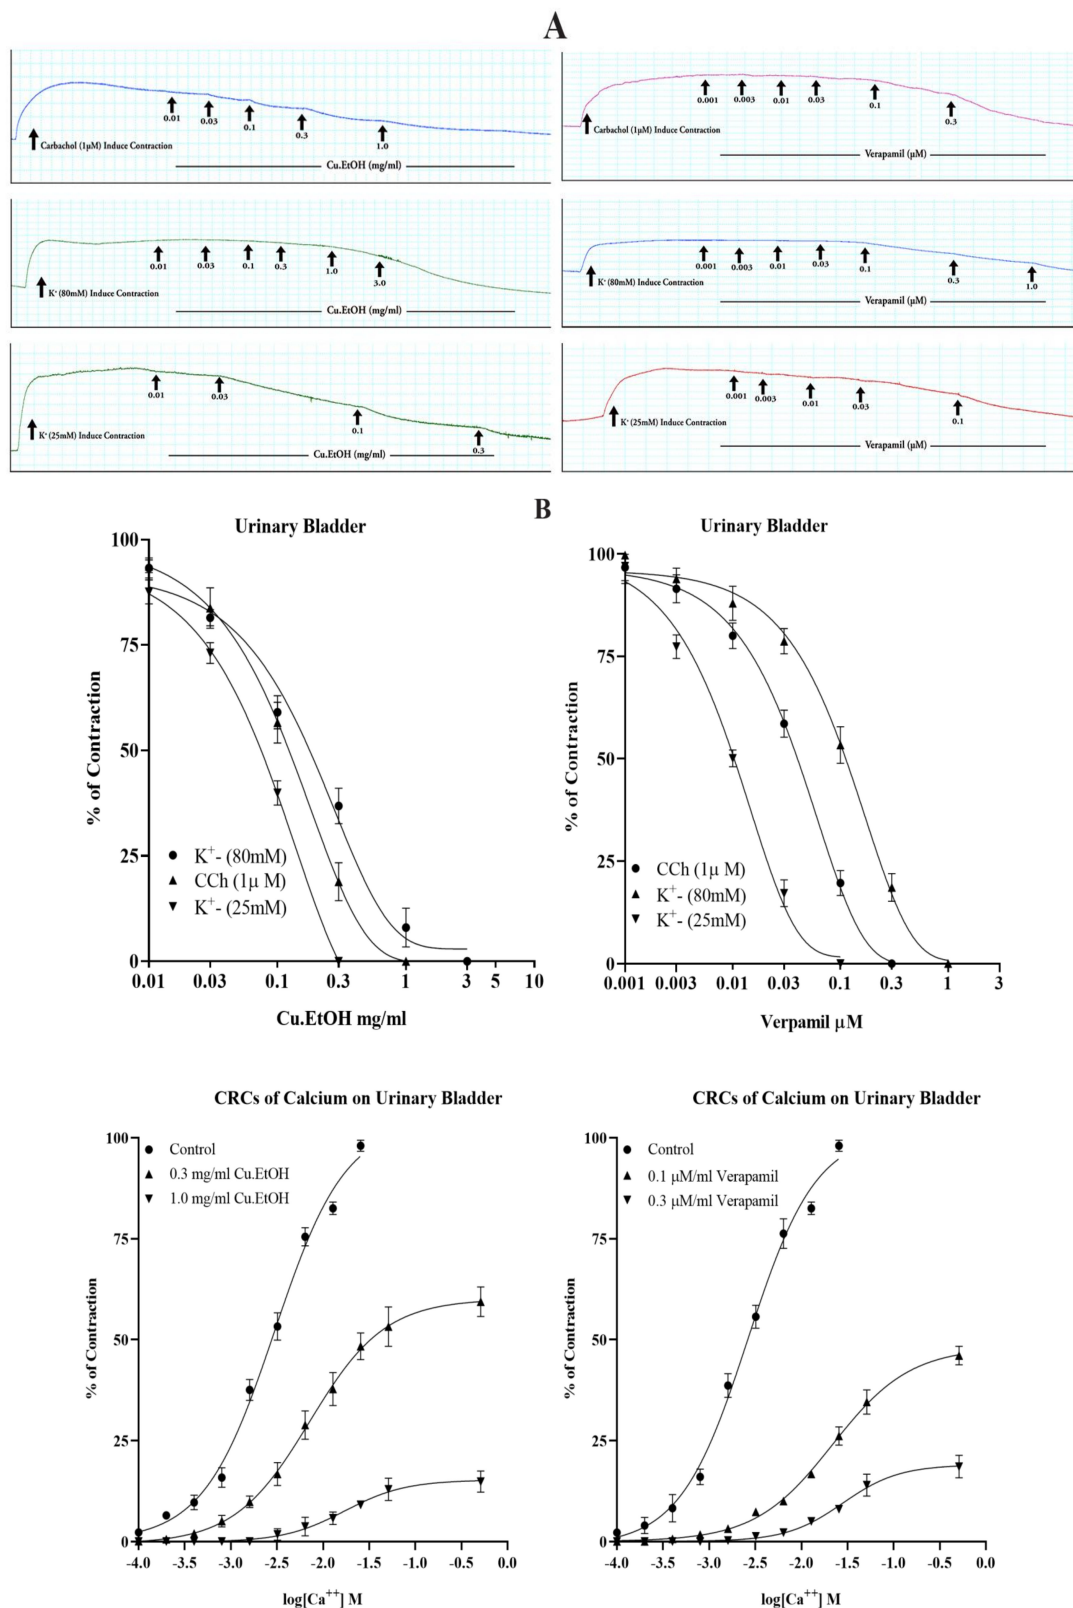 A
Carbachol (1μM) Induce Contraction
0.01
0.03
0.1
0.3
1.0
Cu.EtOH (mg/ml)
Carbachol (1μM) Induce Contraction
0.001
0.003
0.01
0.03
0.1
0.3
Verapamil (μM)
K+ (80mM) Induce Contraction
0.01
0.03
0.1
0.3
1.0
3.0
Cu.EtOH (mg/ml)
K+ (80mM) Induce Contraction
0.001
0.003
0.01
0.03
0.1
0.3
1.0
Verapamil (μM)
K+ (25mM) Induce Contraction
0.01
0.03
0.1
0.3
Cu.EtOH (mg/ml)
K+ (25mM) Induce Contraction
0.001
0.003
0.01
0.03
0.1
Verapamil (μM)
B
Urinary Bladder
% of Contraction
100
75
50
25
0
K+- (80mM)
CCh (1μ M)
K+- (25mM)
0.01 0.03 0.1 0.3 1 3 5 10
Cu.EtOH mg/ml
Urinary Bladder
% of Contraction
100
75
50
25
0
CCh (1μ M)
K+- (80mM)
K+- (25mM)
0.001 0.003 0.01 0.03 0.1 0.3 1 3
Verpamil μM
CRCs of Calcium on Urinary Bladder
% of Contraction
100
75
50
25
0
Control
0.3 mg/ml Cu.EtOH
1.0 mg/ml Cu.EtOH
-4.0 -3.5 -3.0 -2.5 -2.0 -1.5 -1.0 -0.5 0.0
log[Ca++] M
CRCs of Calcium on Urinary Bladder
% of Contraction
100
75
50
25
0
Control
0.1 μM/ml Verapamil
0.3 μM/ml Verapamil
-4.0 -3.5 -3.0 -2.5 -2.0 -1.5 -1.0 -0.5 0.0
log[Ca++] M